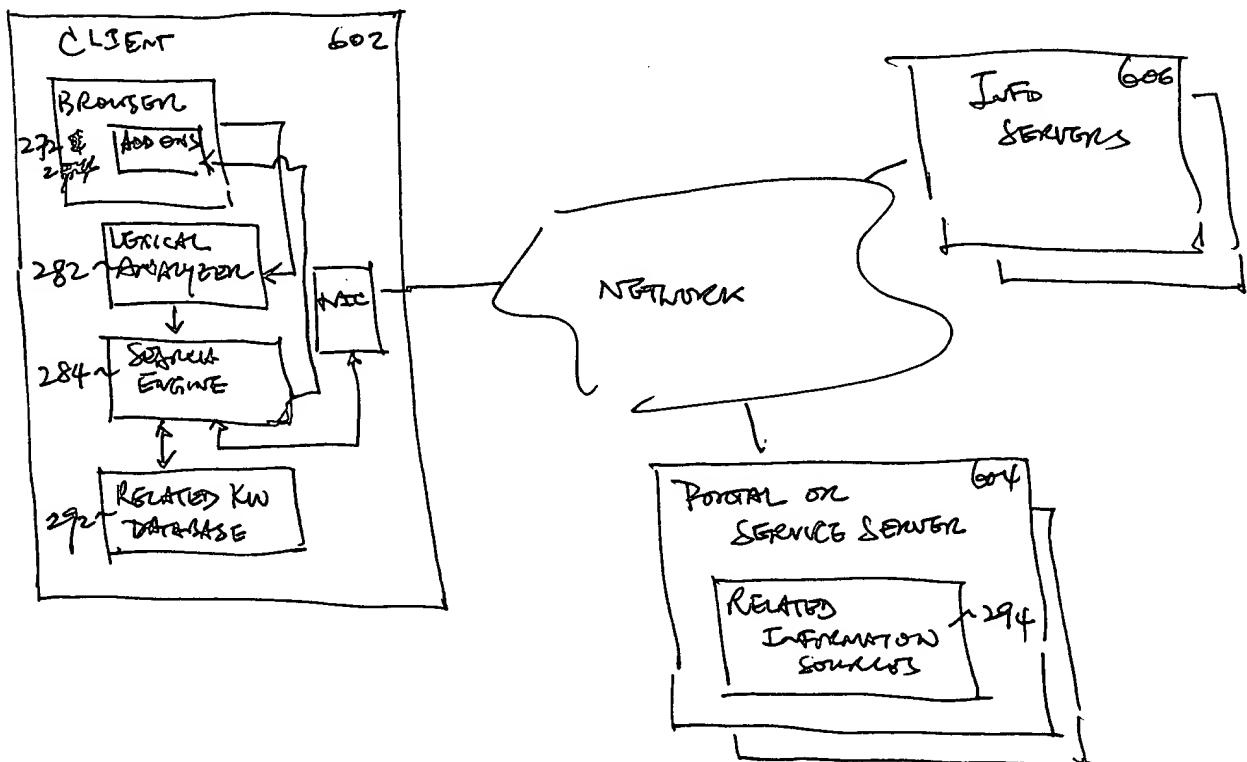 CLIENT 602
BROWSER
ADD ONS
272
LEXICAL
ANALYZER
282
NIC
SEARCH
ENGINE
284
RELATED KW
DATABASE
292
NETWORK
INFO
SERVERS
606
PORTAL OR
SERVICE SERVER
604
RELATED
INFORMATION
SOURCES
294